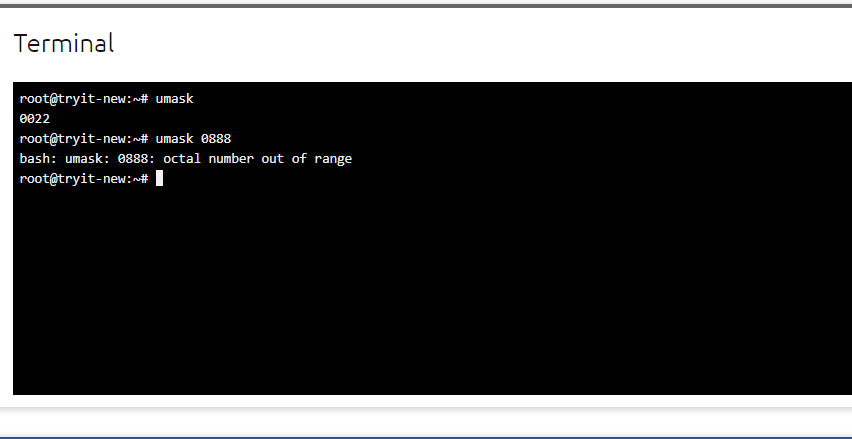 Terminal
root@tryit-new:~# umask
0022
root@tryit-new:~# umask 0888
bash: umask: 0888: octal number out of range
root@tryit-new:~#